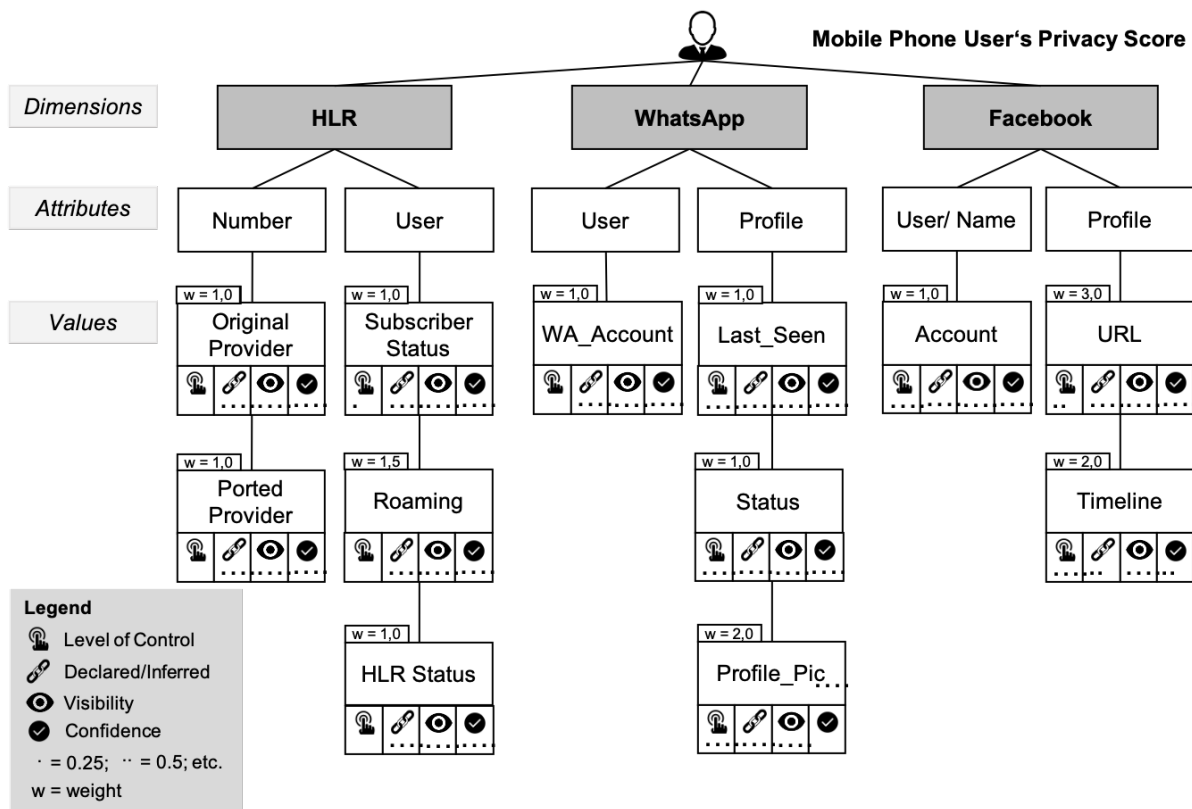 Mobile Phone User‘s Privacy Score
Dimensions
HLR
WhatsApp
Facebook
Attributes
Number
User
User
Profile
User/ Name
Profile
Values
w = 1,0
Original
Provider
w = 1,0
Subscriber
Status
w = 1,0
WA_Account
w = 1,0
Last_Seen
w = 1,0
Account
w = 3,0
URL
w = 1,0
Ported
Provider
w = 1,5
Roaming
w = 1,0
Status
w = 2,0
Timeline
w = 1,0
HLR Status
w = 2,0
Profile_Pic
Legend
Level of Control
Declared/Inferred
Visibility
Confidence
· = 0.25; ·· = 0.5; etc.
w = weight